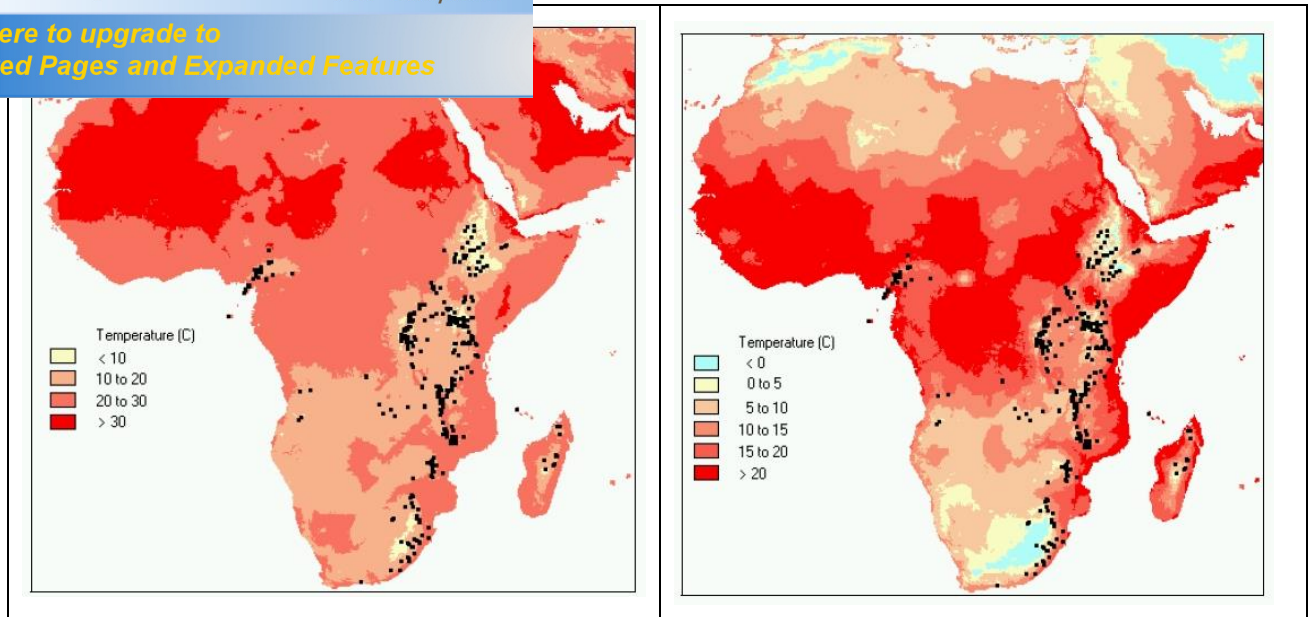 ere to upgrade to
ed Pages and Expanded Features
Temperature (C)
< 10
10 to 20
20 to 30
> 30
Temperature (C)
< 0
0 to 5
5 to 10
10 to 15
15 to 20
> 20